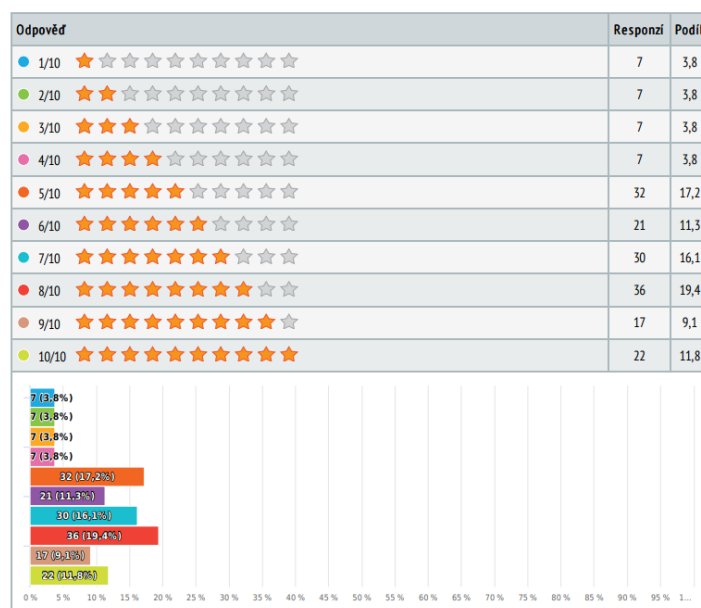 Odpověď Responzí Podíl
1/10 7 3,8
2/10 7 3,8
3/10 7 3,8
4/10 7 3,8
5/10 32 17,2
6/10 21 11,3
7/10 30 16,1
8/10 36 19,4
9/10 17 9,1
10/10 22 11,8
7 (3,8%)
7 (3,8%)
7 (3,8%)
7 (3,8%)
32 (17,2%)
21 (11,3%)
30 (16,1%)
36 (19,4%)
17 (9,1%)
22 (11,8%)
0 % 5 % 10 % 15 % 20 % 25 % 30 % 35 % 40 % 45 % 50 % 55 % 60 % 65 % 70 % 75 % 80 % 85 % 90 % 95 % 1...